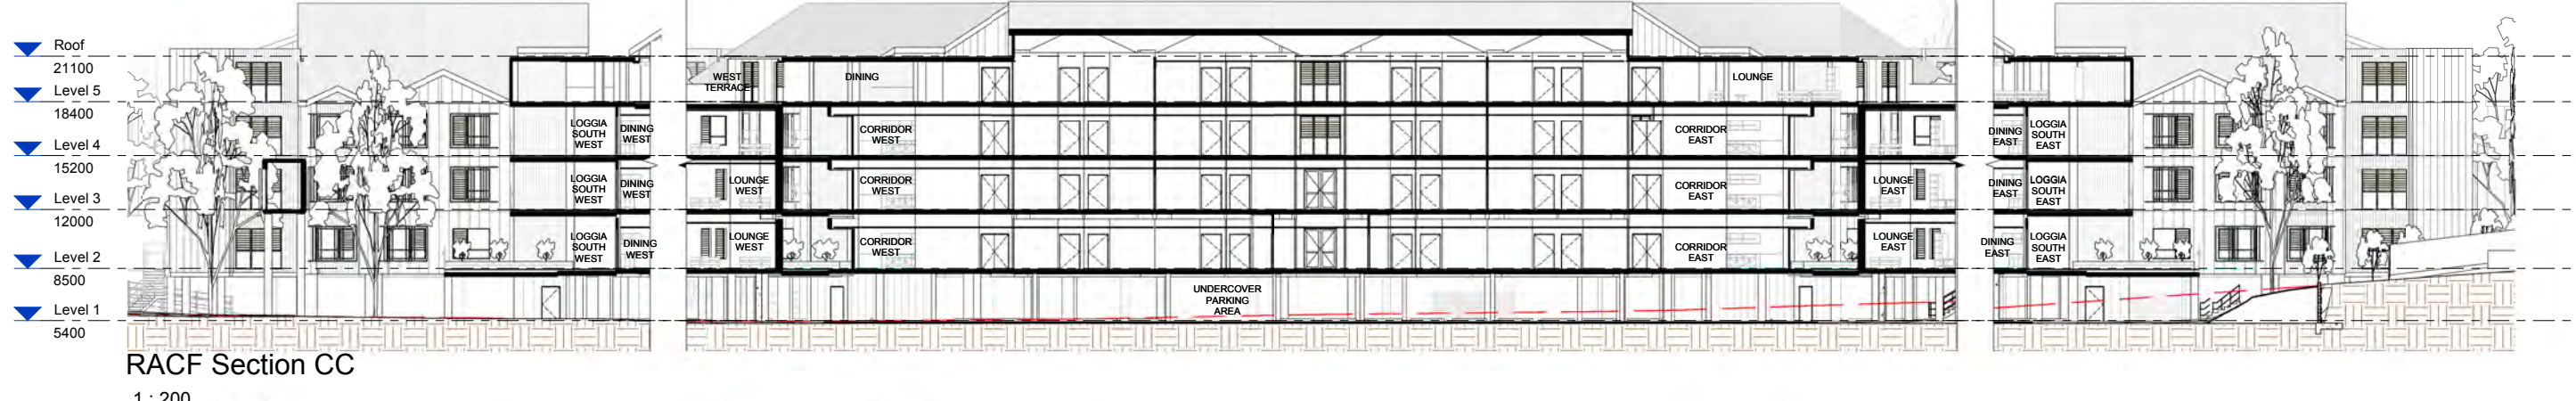 Roof
21100
Level 5
18400
Level 4
15200
Level 3
12000
Level 2
8500
Level 1
5400
WEST
TERRACE
DINING
LOUNGE
LOGGIA
SOUTH
WEST
DINING
WEST
CORRIDOR
WEST
CORRIDOR
EAST
DINING
EAST
LOGGIA
SOUTH
EAST
LOGGIA
SOUTH
WEST
DINING
WEST
LOUNGE
WEST
CORRIDOR
WEST
CORRIDOR
EAST
LOUNGE
EAST
DINING
EAST
LOGGIA
SOUTH
EAST
LOGGIA
SOUTH
WEST
DINING
WEST
LOUNGE
WEST
CORRIDOR
WEST
CORRIDOR
EAST
LOUNGE
EAST
DINING
EAST
LOGGIA
SOUTH
EAST
UNDERCOVER
PARKING
AREA
RACF Section CC
1 : 200